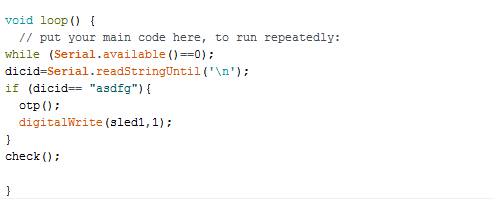 void loop() {
// put your main code here, to run repeatedly:
while (Serial.available()==0);
dicid=Serial.readStringUntil('\n');
if (dicid== "asdfg"){
otp();
digitalWrite(sled1,1);
}
check();
}